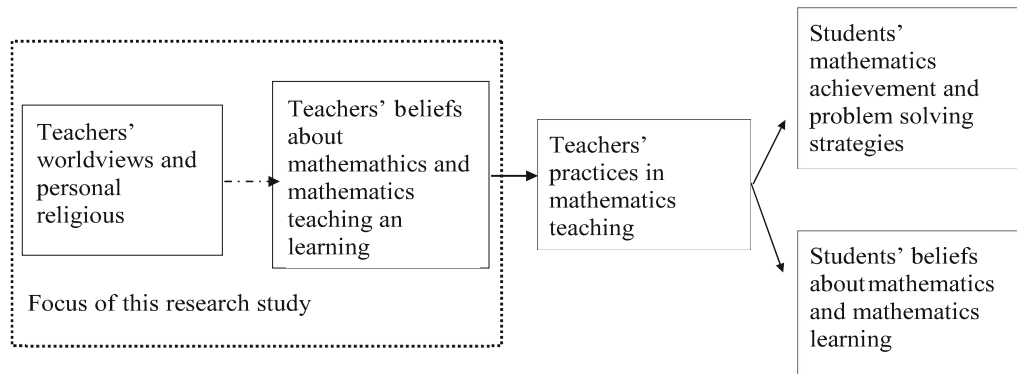 Teachers’
worldviews and
personal
religious
Teachers’ beliefs
about
mathemathics and
mathematics
teaching an
learning
Focus of this research study
Teachers’
practices in
mathematics
teaching
Students’
mathematics
achievement and
problem solving
strategies
Students’ beliefs
about mathematics
and mathematics
learning